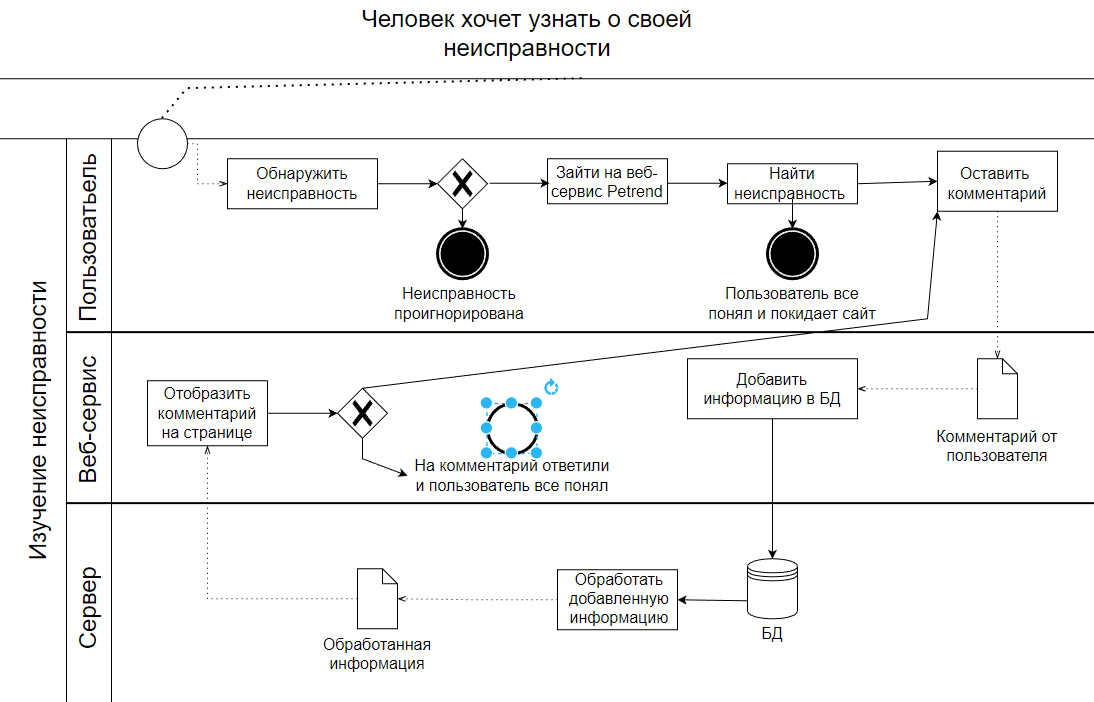 Человек хочет узнать о своей
неисправности
Изучение неисправности
Пользоватьель
Обнаружить
неисправность
Зайти на веб-
сервис Petrend
Найти
неисправность
Оставить
комментарий
Неисправность
проигнорирована
Пользователь все
понял и покидает сайт
Веб-сервис
Отобразить
комментарий
на странице
На комментарий ответили
и пользователь все понял
Добавить
информацию в БД
Комментарий от
пользователя
Сервер
Обработанная
информация
Обработать
добавленную
информацию
БД